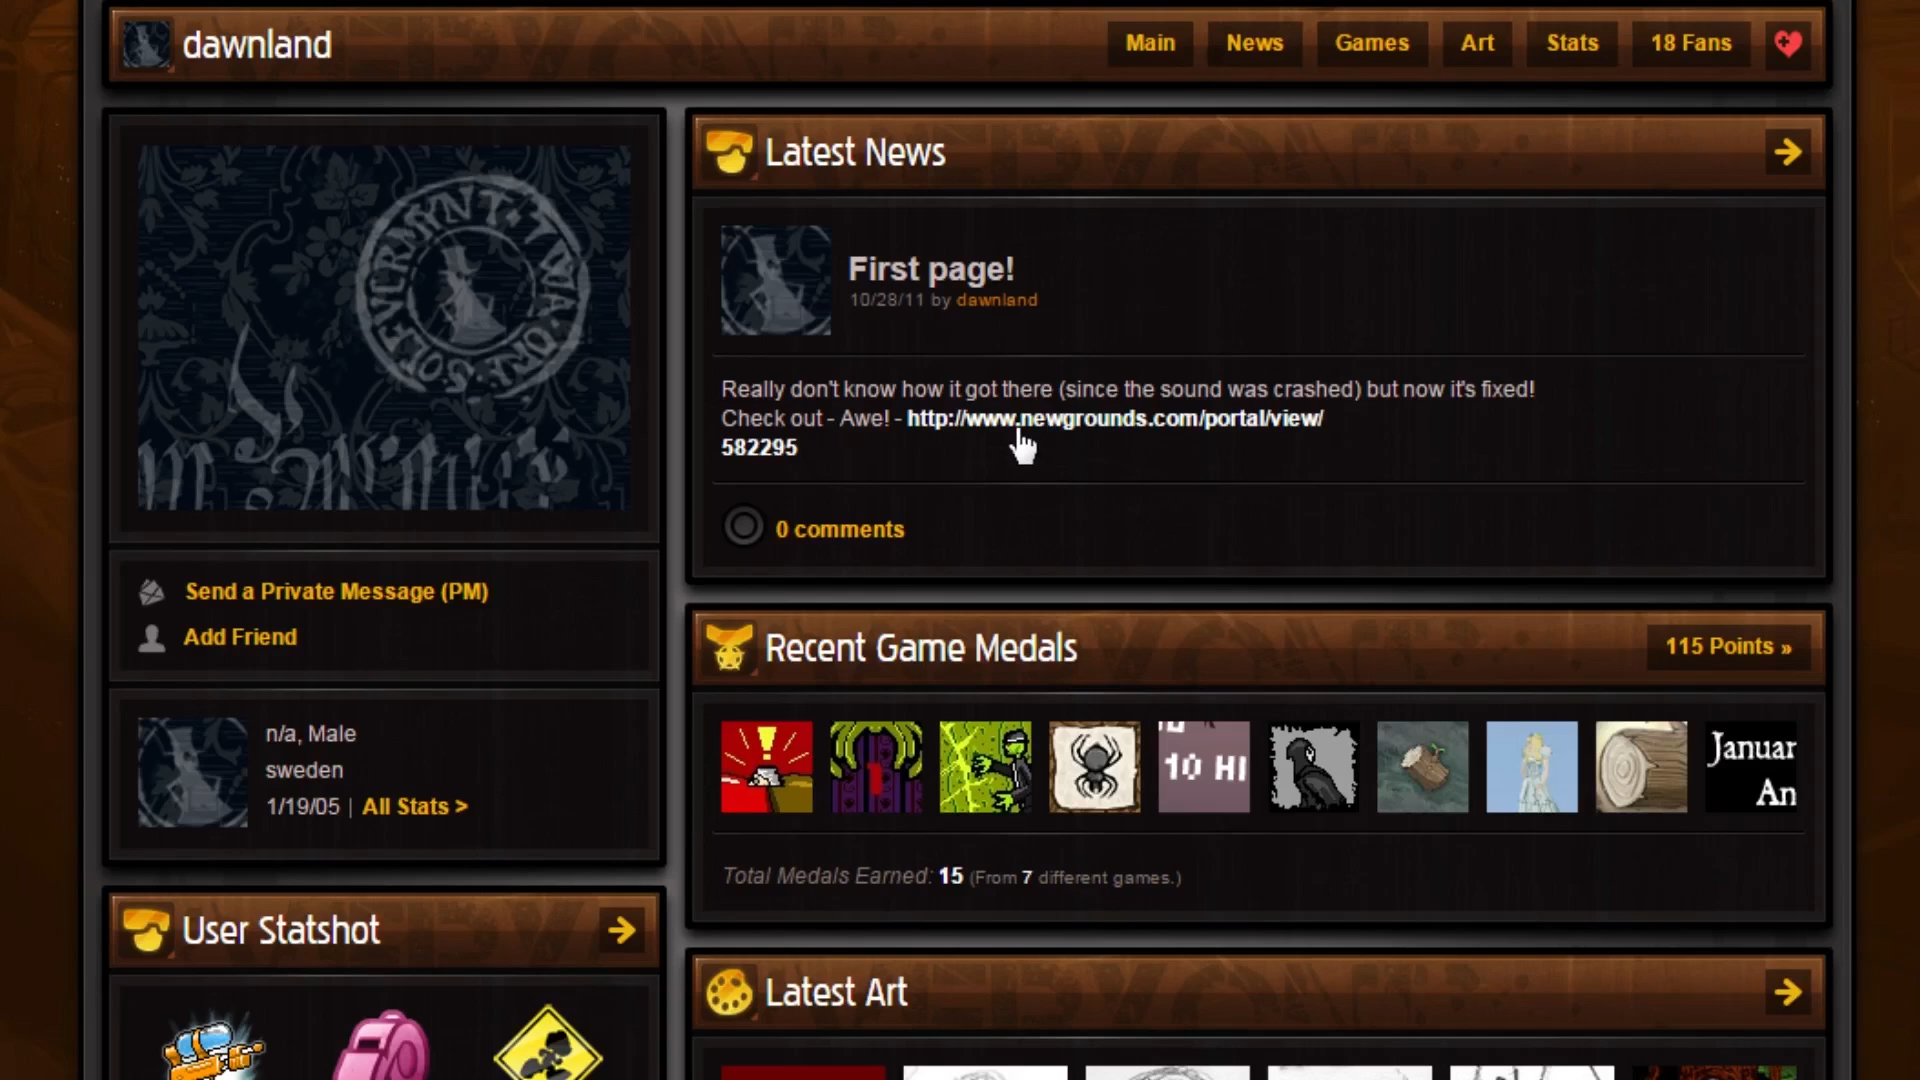 dawnland
Main
News
Games
Art
Stats
18 Fans
Latest News
First page!
10/28/11 by dawnland
Really don't know how it got there (since the sound was crashed) but now it's fixed!
Check out - Awe! - http://www.newgrounds.com/portal/view/
582295
0 comments
Send a Private Message (PM)
Add Friend
n/a, Male
sweden
1/19/05 | All Stats >
Recent Game Medals
115 Points »
10 HI
Januar
An
Total Medals Earned: 15 (From 7 different games.)
User Statshot
Latest Art